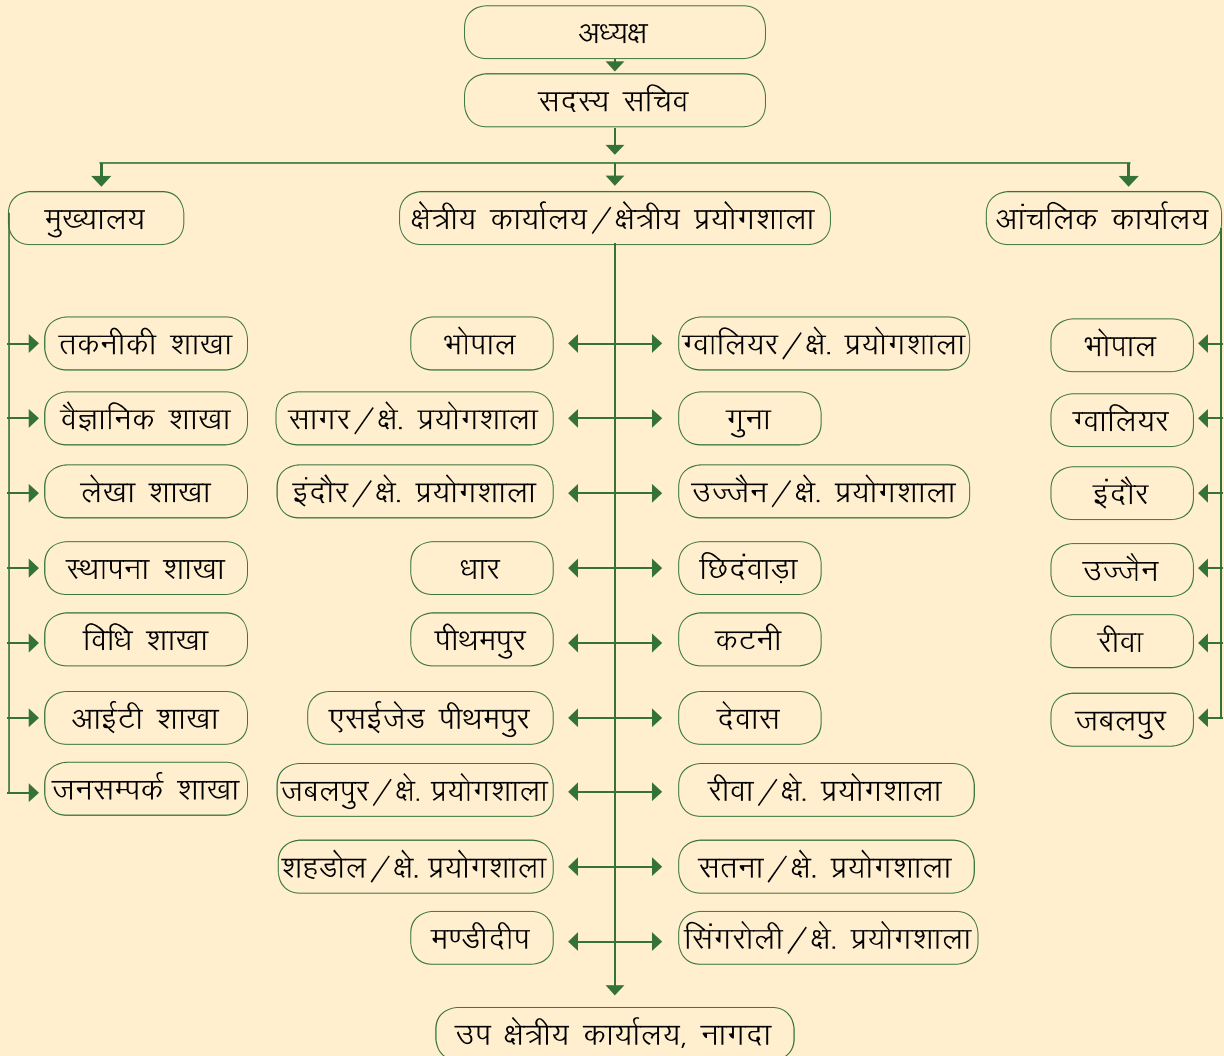 अध्यक्ष
सदस्य सचिव
मुख्यालय
क्षेत्रीय कार्यालय/क्षेत्रीय प्रयोगशाला
आंचलिक कार्यालय
तकनीकी शाखा
वैज्ञानिक शाखा
लेखा शाखा
स्थापना शाखा
विधि शाखा
आईटी शाखा
जनसम्पर्क शाखा
भोपाल
ग्वालियर/क्षे. प्रयोगशाला
सागर/क्षे. प्रयोगशाला
गुना
इंदौर/क्षे. प्रयोगशाला
उज्जैन/क्षे. प्रयोगशाला
धार
छिदंवाड़ा
पीथमपुर
कटनी
एसईजेड पीथमपुर
देवास
जबलपुर/क्षे. प्रयोगशाला
रीवा/क्षे. प्रयोगशाला
शहडोल/क्षे. प्रयोगशाला
सतना/क्षे. प्रयोगशाला
मण्डीदीप
सिंगरोली/क्षे. प्रयोगशाला
उप क्षेत्रीय कार्यालय, नागदा
भोपाल
ग्वालियर
इंदौर
उज्जैन
रीवा
जबलपुर